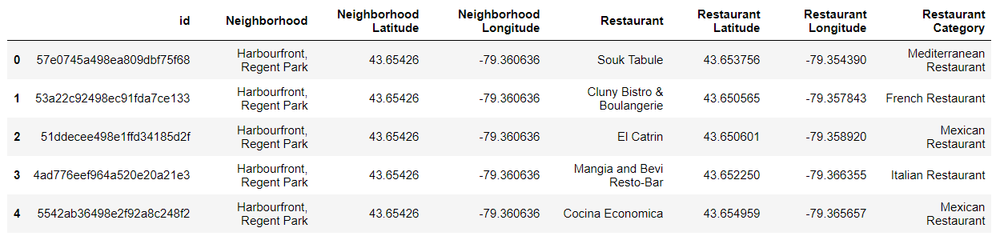 id Neighborhood Neighborhood Latitude Neighborhood Longitude Restaurant Restaurant Latitude Restaurant Longitude Restaurant Category
0 57e0745a498ea809dbf75f68 Harbourfront, Regent Park 43.65426 -79.360636 Souk Tabule 43.653756 -79.354390 Mediterranean Restaurant
1 53a22c92498ec91fda7ce133 Harbourfront, Regent Park 43.65426 -79.360636 Cluny Bistro & Boulangerie 43.650565 -79.357843 French Restaurant
2 51ddecee498e1ffd34185d2f Harbourfront, Regent Park 43.65426 -79.360636 El Catrin 43.650601 -79.358920 Mexican Restaurant
3 4ad776eef964a520e20a21e3 Harbourfront, Regent Park 43.65426 -79.360636 Mangia and Bevi Resto-Bar 43.652250 -79.366355 Italian Restaurant
4 5542ab36498e2f92a8c248f2 Harbourfront, Regent Park 43.65426 -79.360636 Cocina Economica 43.654959 -79.365657 Mexican Restaurant